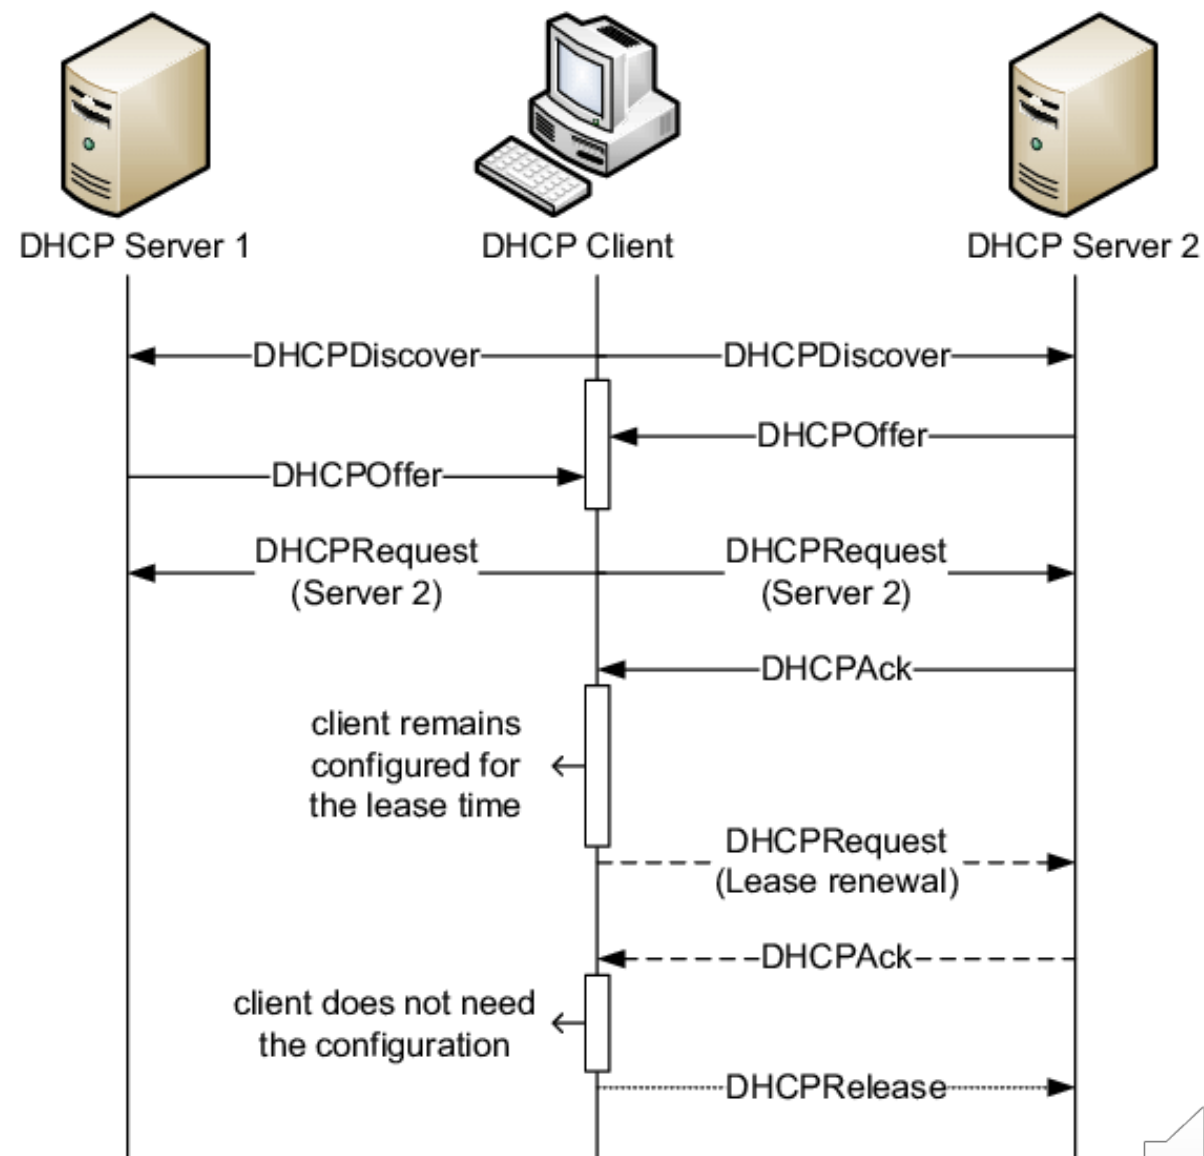 DHCP Server 1
DHCP Client
DHCP Server 2
DHCPDiscover
DHCPDiscover
DHCPOffer
DHCPOffer
DHCPRequest
(Server 2)
DHCPRequest
(Server 2)
DHCPAck
client remains
configured for
the lease time
DHCPRequest
(Lease renewal)
DHCPAck
client does not need
the configuration
DHCPRelease